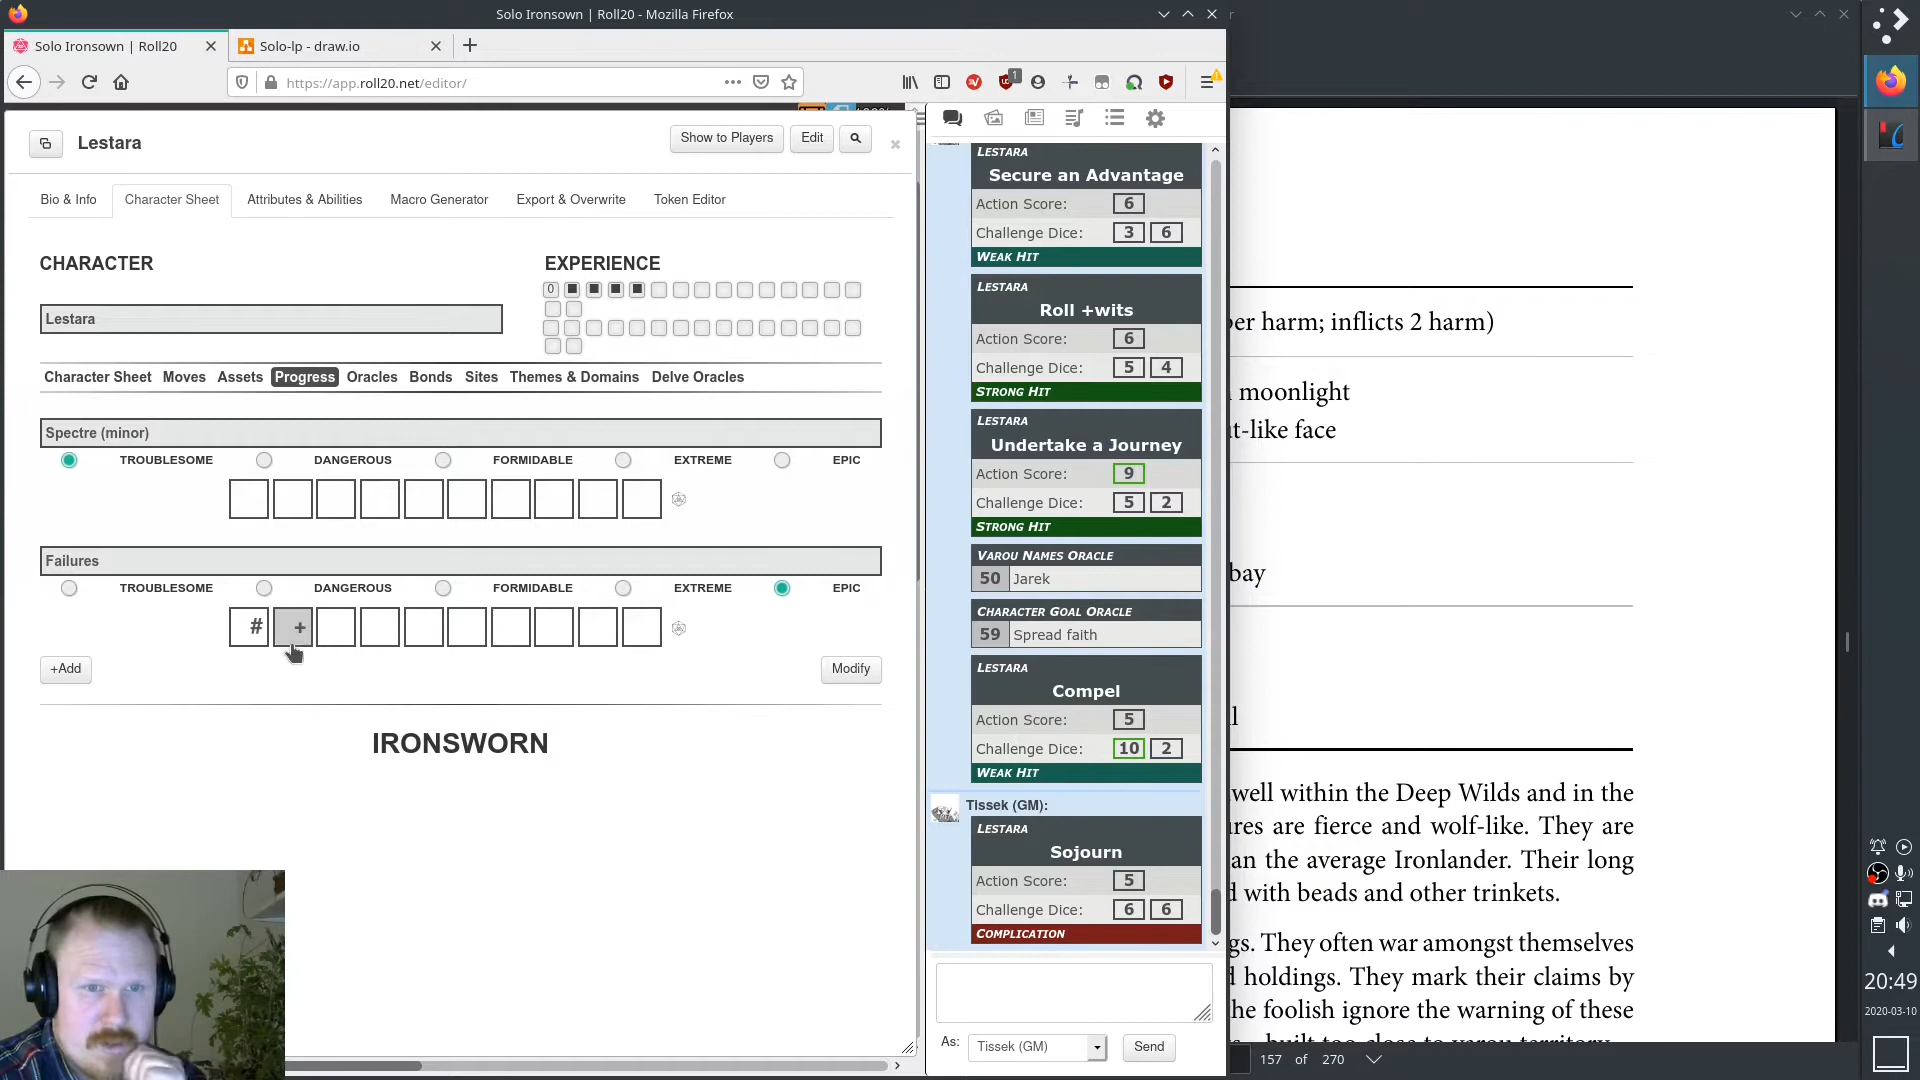 Solo Ironsown | Roll20 - Mozilla Firefox
Solo Ironsown | Roll20
Solo-lp - draw.io
https://app.roll20.net/editor/
1
Lestara
Show to Players
Edit
Bio & Info
Character Sheet
Attributes & Abilities
Macro Generator
Export & Overwrite
Token Editor
CHARACTER
EXPERIENCE
Lestara
0
Character Sheet
Moves
Assets
Progress
Oracles
Bonds
Sites
Themes & Domains
Delve Oracles
Spectre (minor)
TROUBLESOME
DANGEROUS
FORMIDABLE
EXTREME
EPIC
Failures
TROUBLESOME
DANGEROUS
FORMIDABLE
EXTREME
EPIC
# +
+Add
Modify
IRONSWORN
LESTARA
Secure an Advantage
Action Score: 6
Challenge Dice: 3 6
WEAK HIT
LESTARA
Roll +wits
Action Score: 6
Challenge Dice: 5 4
STRONG HIT
LESTARA
Undertake a Journey
Action Score: 9
Challenge Dice: 5 2
STRONG HIT
VAROU NAMES ORACLE
50 Jarek
CHARACTER GOAL ORACLE
59 Spread faith
LESTARA
Compel
Action Score: 5
Challenge Dice: 10 2
WEAK HIT
Tissek (GM):
LESTARA
Sojourn
Action Score: 5
Challenge Dice: 6 6
COMPLICATION
As: Tissek (GM)
Send
er harm; inflicts 2 harm)
moonlight
t-like face
bay
l
well within the Deep Wilds and in the
res are fierce and wolf-like. They are
an the average Ironlander. Their long
d with beads and other trinkets.
gs. They often war amongst themselves
d holdings. They mark their claims by
he foolish ignore the warning of these
built too close to varou territory
157 of 270
20:49
2020-03-10